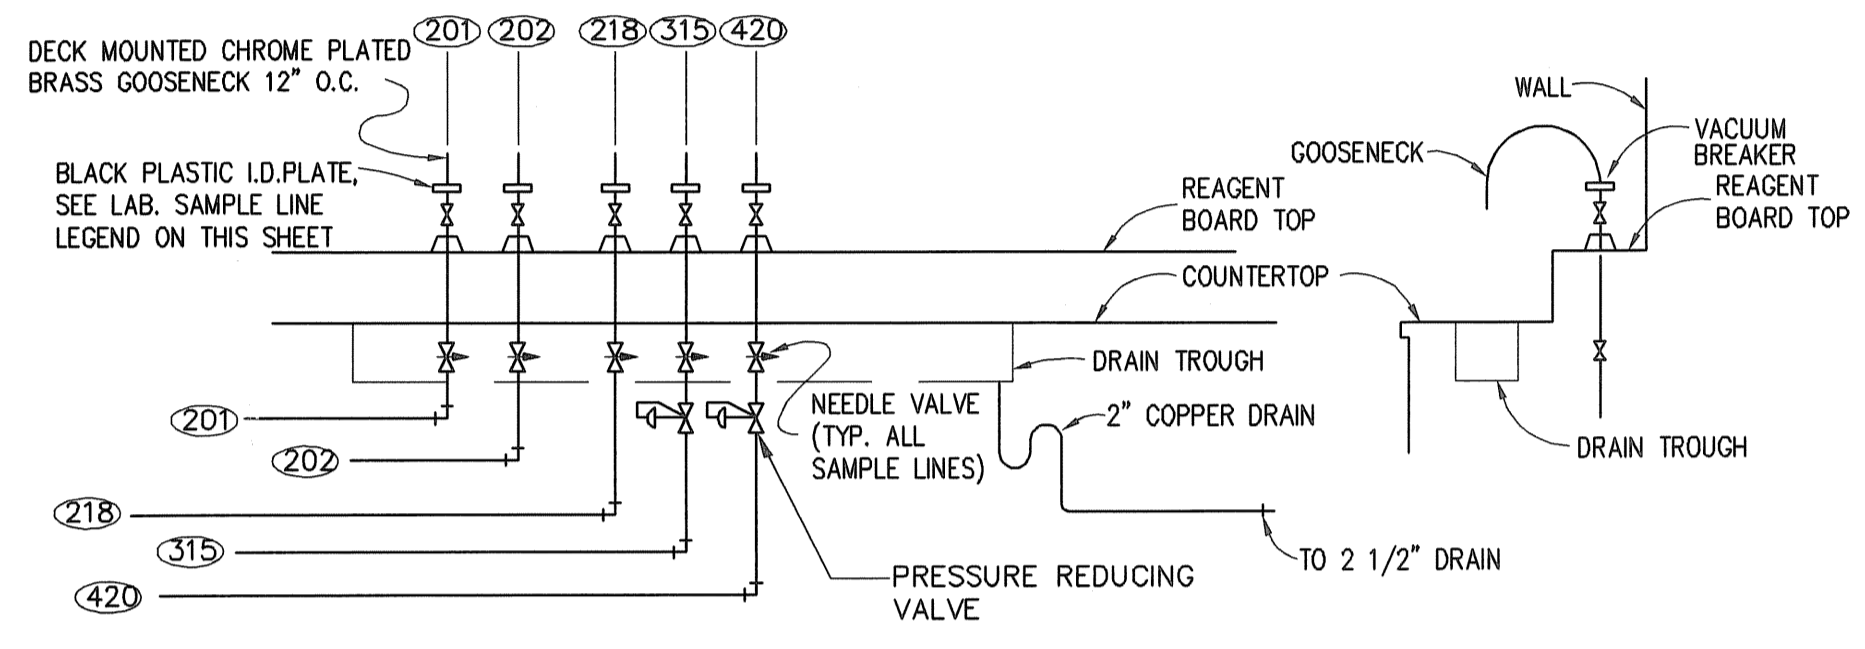 201 202 218 315 420
DECK MOUNTED CHROME PLATED
BRASS GOOSENECK 12" O.C.
BLACK PLASTIC I.D.PLATE,
SEE LAB. SAMPLE LINE
LEGEND ON THIS SHEET
REAGENT
BOARD TOP
COUNTERTOP
DRAIN TROUGH
NEEDLE VALVE
(TYP. ALL
SAMPLE LINES)
2" COPPER DRAIN
TO 2 1/2" DRAIN
PRESSURE REDUCING
VALVE
201
202
218
315
420
WALL
GOOSENECK
VACUUM
BREAKER
REAGENT
BOARD TOP
DRAIN TROUGH